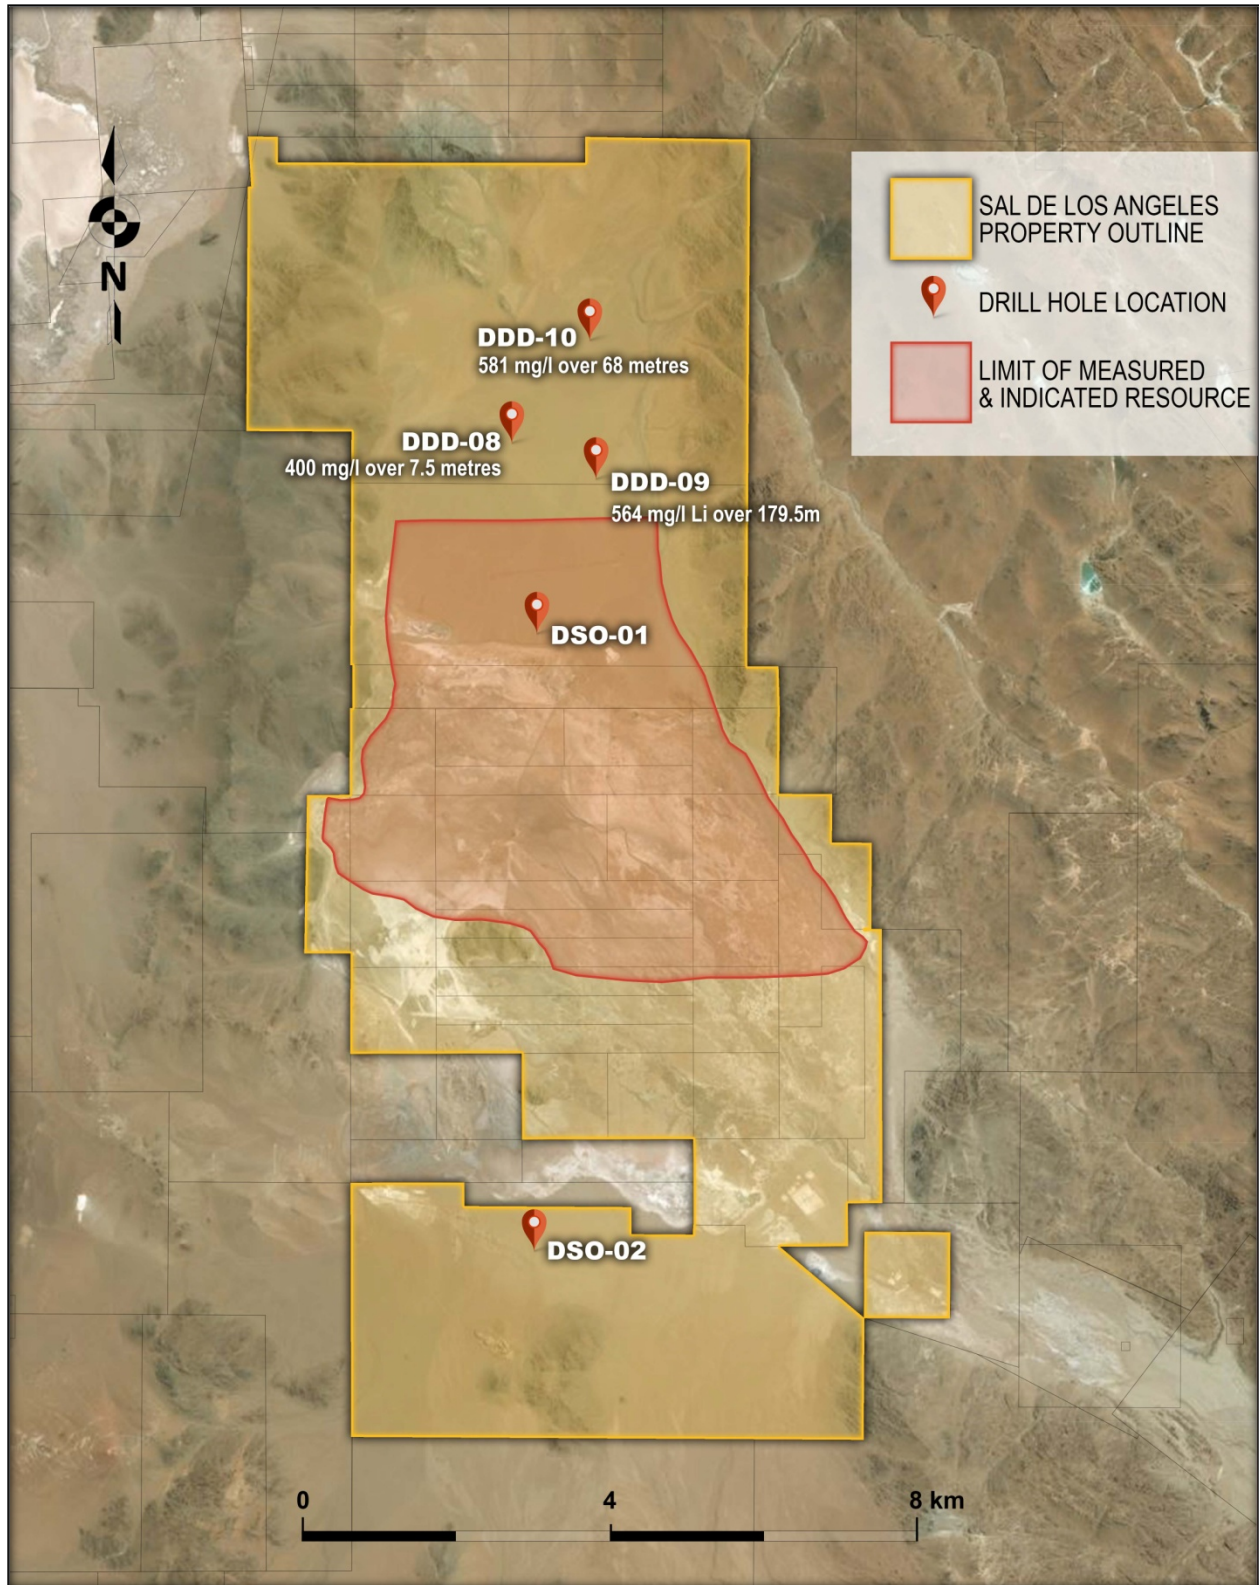 SAL DE LOS ANGELES
PROPERTY OUTLINE
DRILL HOLE LOCATION
LIMIT OF MEASURED
& INDICATED RESOURCE
N
DDD-10
581 mg/l over 68 metres
DDD-08
400 mg/l over 7.5 metres
DDD-09
564 mg/l Li over 179.5m
DSO-01
DSO-02
0 4 8 km